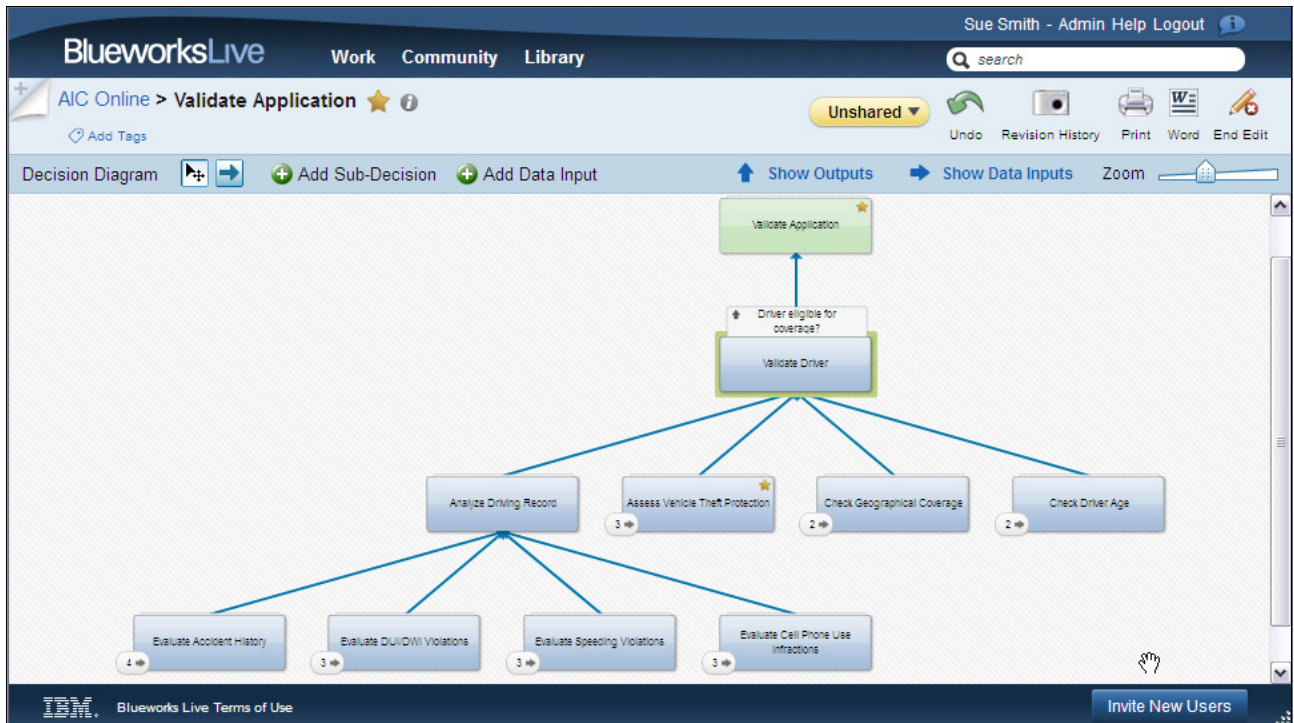 Sue Smith - Admin Help Logout
BlueworksLive
Work Community Library
search
AIC Online > Validate Application
Add Tags
Unshared
Undo Revision History Print Word End Edit
Decision Diagram
Add Sub-Decision
Add Data Input
Show Outputs
Show Data Inputs
Zoom
Validate Application
Driver eligible for
coverage?
Validate Driver
Analyze Driving Record
Assess Vehicle Theft Protection
3
Check Geographical Coverage
2
Check Driver Age
2
Evaluate Accident History
4
Evaluate DUI/DWI Violations
3
Evaluate Speeding Violations
3
Evaluate Cell Phone Use
Infractions
3
IBM. Blueworks Live Terms of Use
Invite New Users